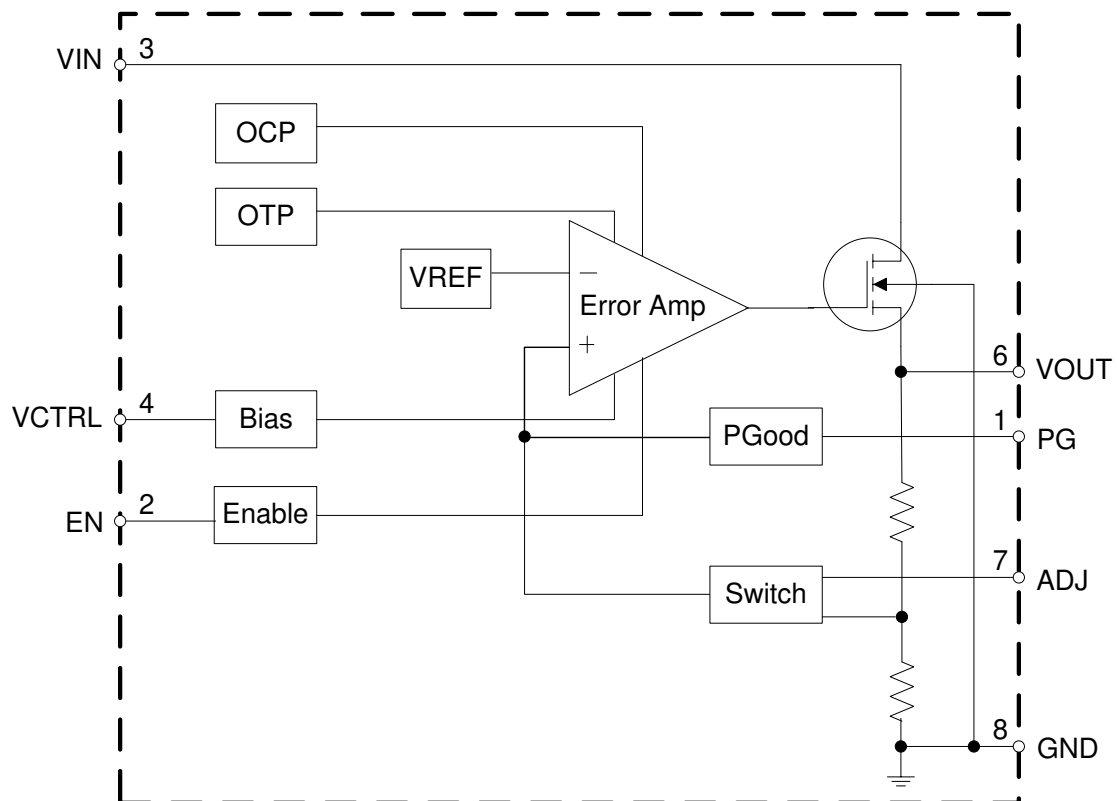 VIN
3
OCP
OTP
VREF
−
Error Amp
+
6
VOUT
VCTRL
4
Bias
PGood
1
PG
EN
2
Enable
7
ADJ
Switch
8
GND